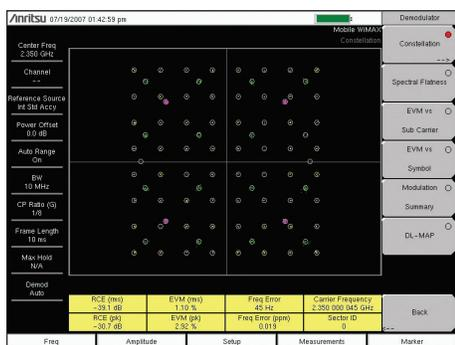 Anritsu 07/19/2007 01:42:59 pm
Demodulator
Mobile WiMAX
Constellation
Center Freq
2.350 GHz
Channel
--
Reference Source
Int Std Accy
Power Offset
0.0 dB
Auto Range
On
BW
10 MHz
CP Ratio (G)
1/8
Frame Length
10 ms
Max Hold
N/A
Demod
Auto
Constellation
-->
Spectral Flatness
EVM vs
Sub Carrier
EVM vs
Symbol
Modulation
Summary
DL-MAP
Back
<--
RCE (rms)
-39.1 dB
EVM (rms)
1.10 %
Freq Error
45 Hz
Carrier Frequency
2.350 000 045 GHz
RCE (pk)
-30.7 dB
EVM (pk)
2.92 %
Freq Error (ppm)
0.019
Sector ID
0
Freq
Amplitude
Setup
Measurements
Marker